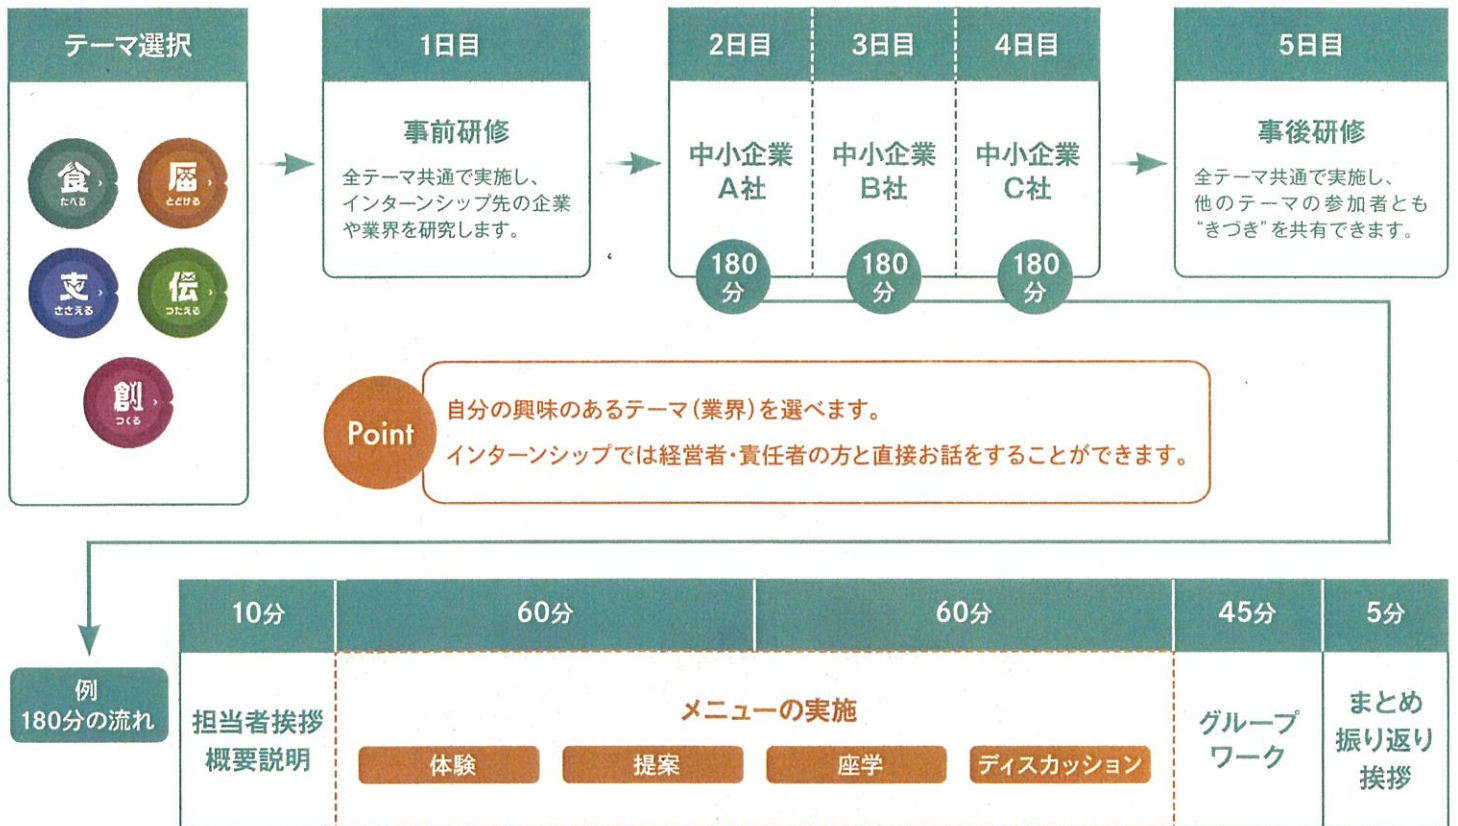 テーマ選択
食
たべる
届
とどける
支
ささえる
伝
つたえる
創
つくる
1日目
事前研修
全テーマ共通で実施し、
インターンシップ先の企業
や業界を研究します。
2日目
中小企業
A社
180
分
3日目
中小企業
B社
180
分
4日目
中小企業
C社
180
分
5日目
事後研修
全テーマ共通で実施し、
他のテーマの参加者とも
“きづき”を共有できます。
Point
自分の興味のあるテーマ(業界)を選べます。
インターンシップでは経営者・責任者の方と直接お話をすることができます。
例
180分の流れ
10分
担当者挨拶
概要説明
60分
60分
メニューの実施
体験
提案
座学
ディスカッション
45分
グループ
ワーク
5分
まとめ
振り返り
挨拶